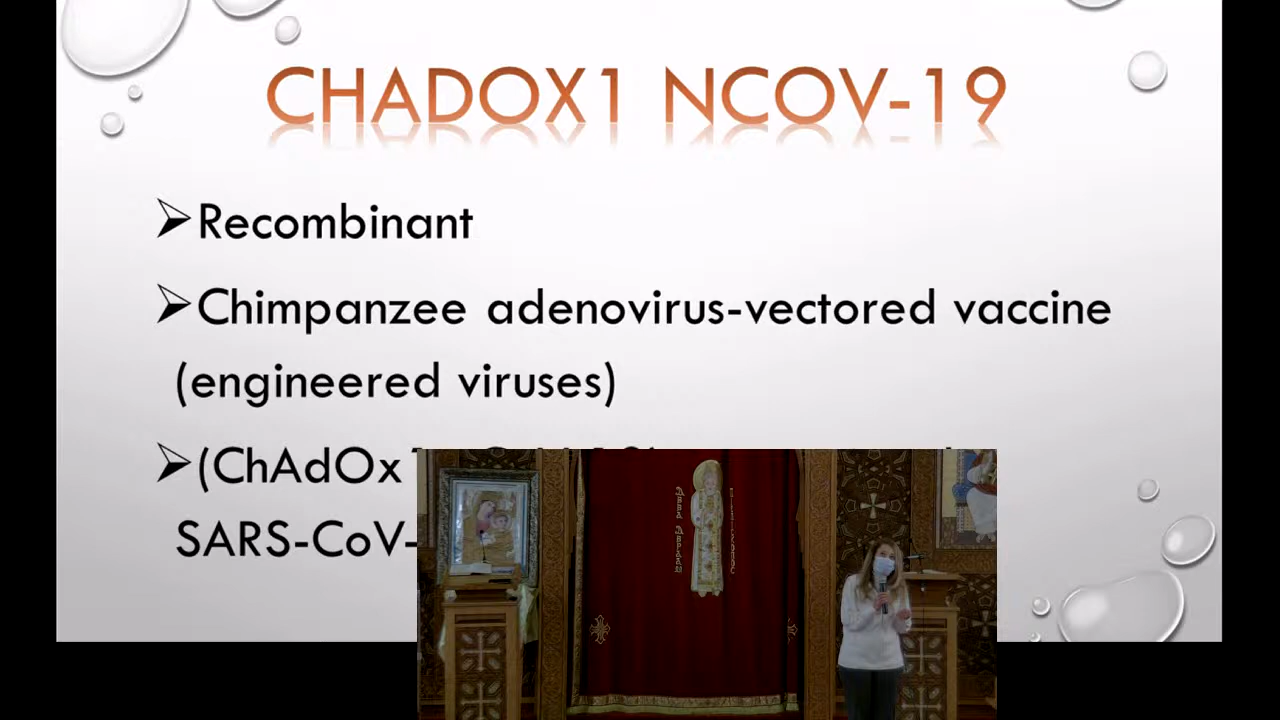 CHADOX1 NCOV-19
➢Recombinant
➢Chimpanzee adenovirus-vectored vaccine
(engineered viruses)
➢(ChAdOx
SARS-CoV-